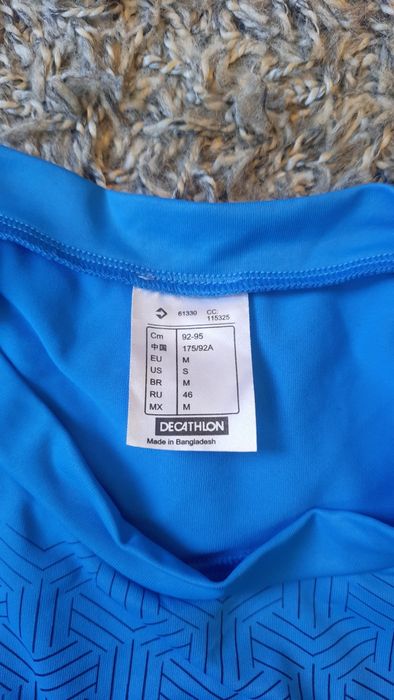 61330 CC:
115325
Cm 92-95
中国 175/92A
EU M
US S
BR M
RU 46
MX M
DECATHLON
Made in Bangladesh